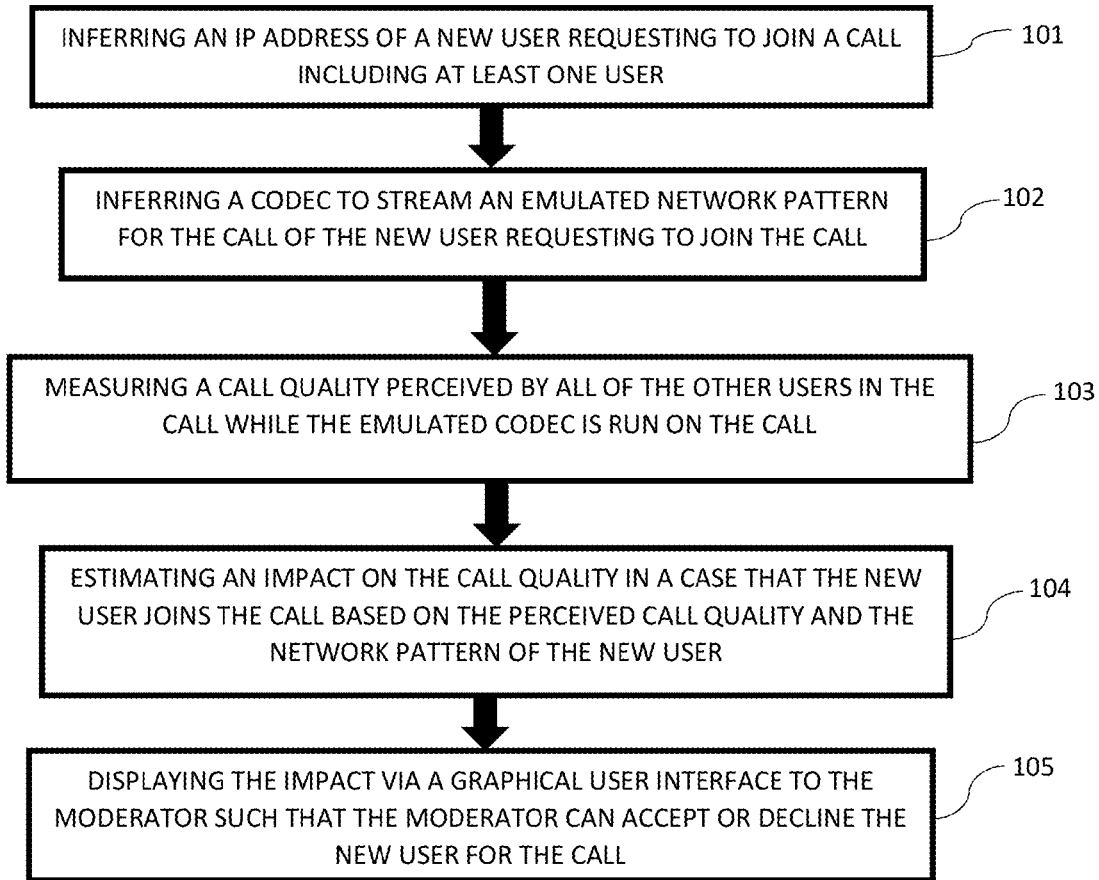 INFERRING AN IP ADDRESS OF A NEW USER REQUESTING TO JOIN A CALL
INCLUDING AT LEAST ONE USER
101
INFERRING A CODEC TO STREAM AN EMULATED NETWORK PATTERN
FOR THE CALL OF THE NEW USER REQUESTING TO JOIN THE CALL
102
MEASURING A CALL QUALITY PERCEIVED BY ALL OF THE OTHER USERS IN THE
CALL WHILE THE EMULATED CODEC IS RUN ON THE CALL
103
ESTIMATING AN IMPACT ON THE CALL QUALITY IN A CASE THAT THE NEW
USER JOINS THE CALL BASED ON THE PERCEIVED CALL QUALITY AND THE
NETWORK PATTERN OF THE NEW USER
104
DISPLAYING THE IMPACT VIA A GRAPHICAL USER INTERFACE TO THE
MODERATOR SUCH THAT THE MODERATOR CAN ACCEPT OR DECLINE THE
NEW USER FOR THE CALL
105